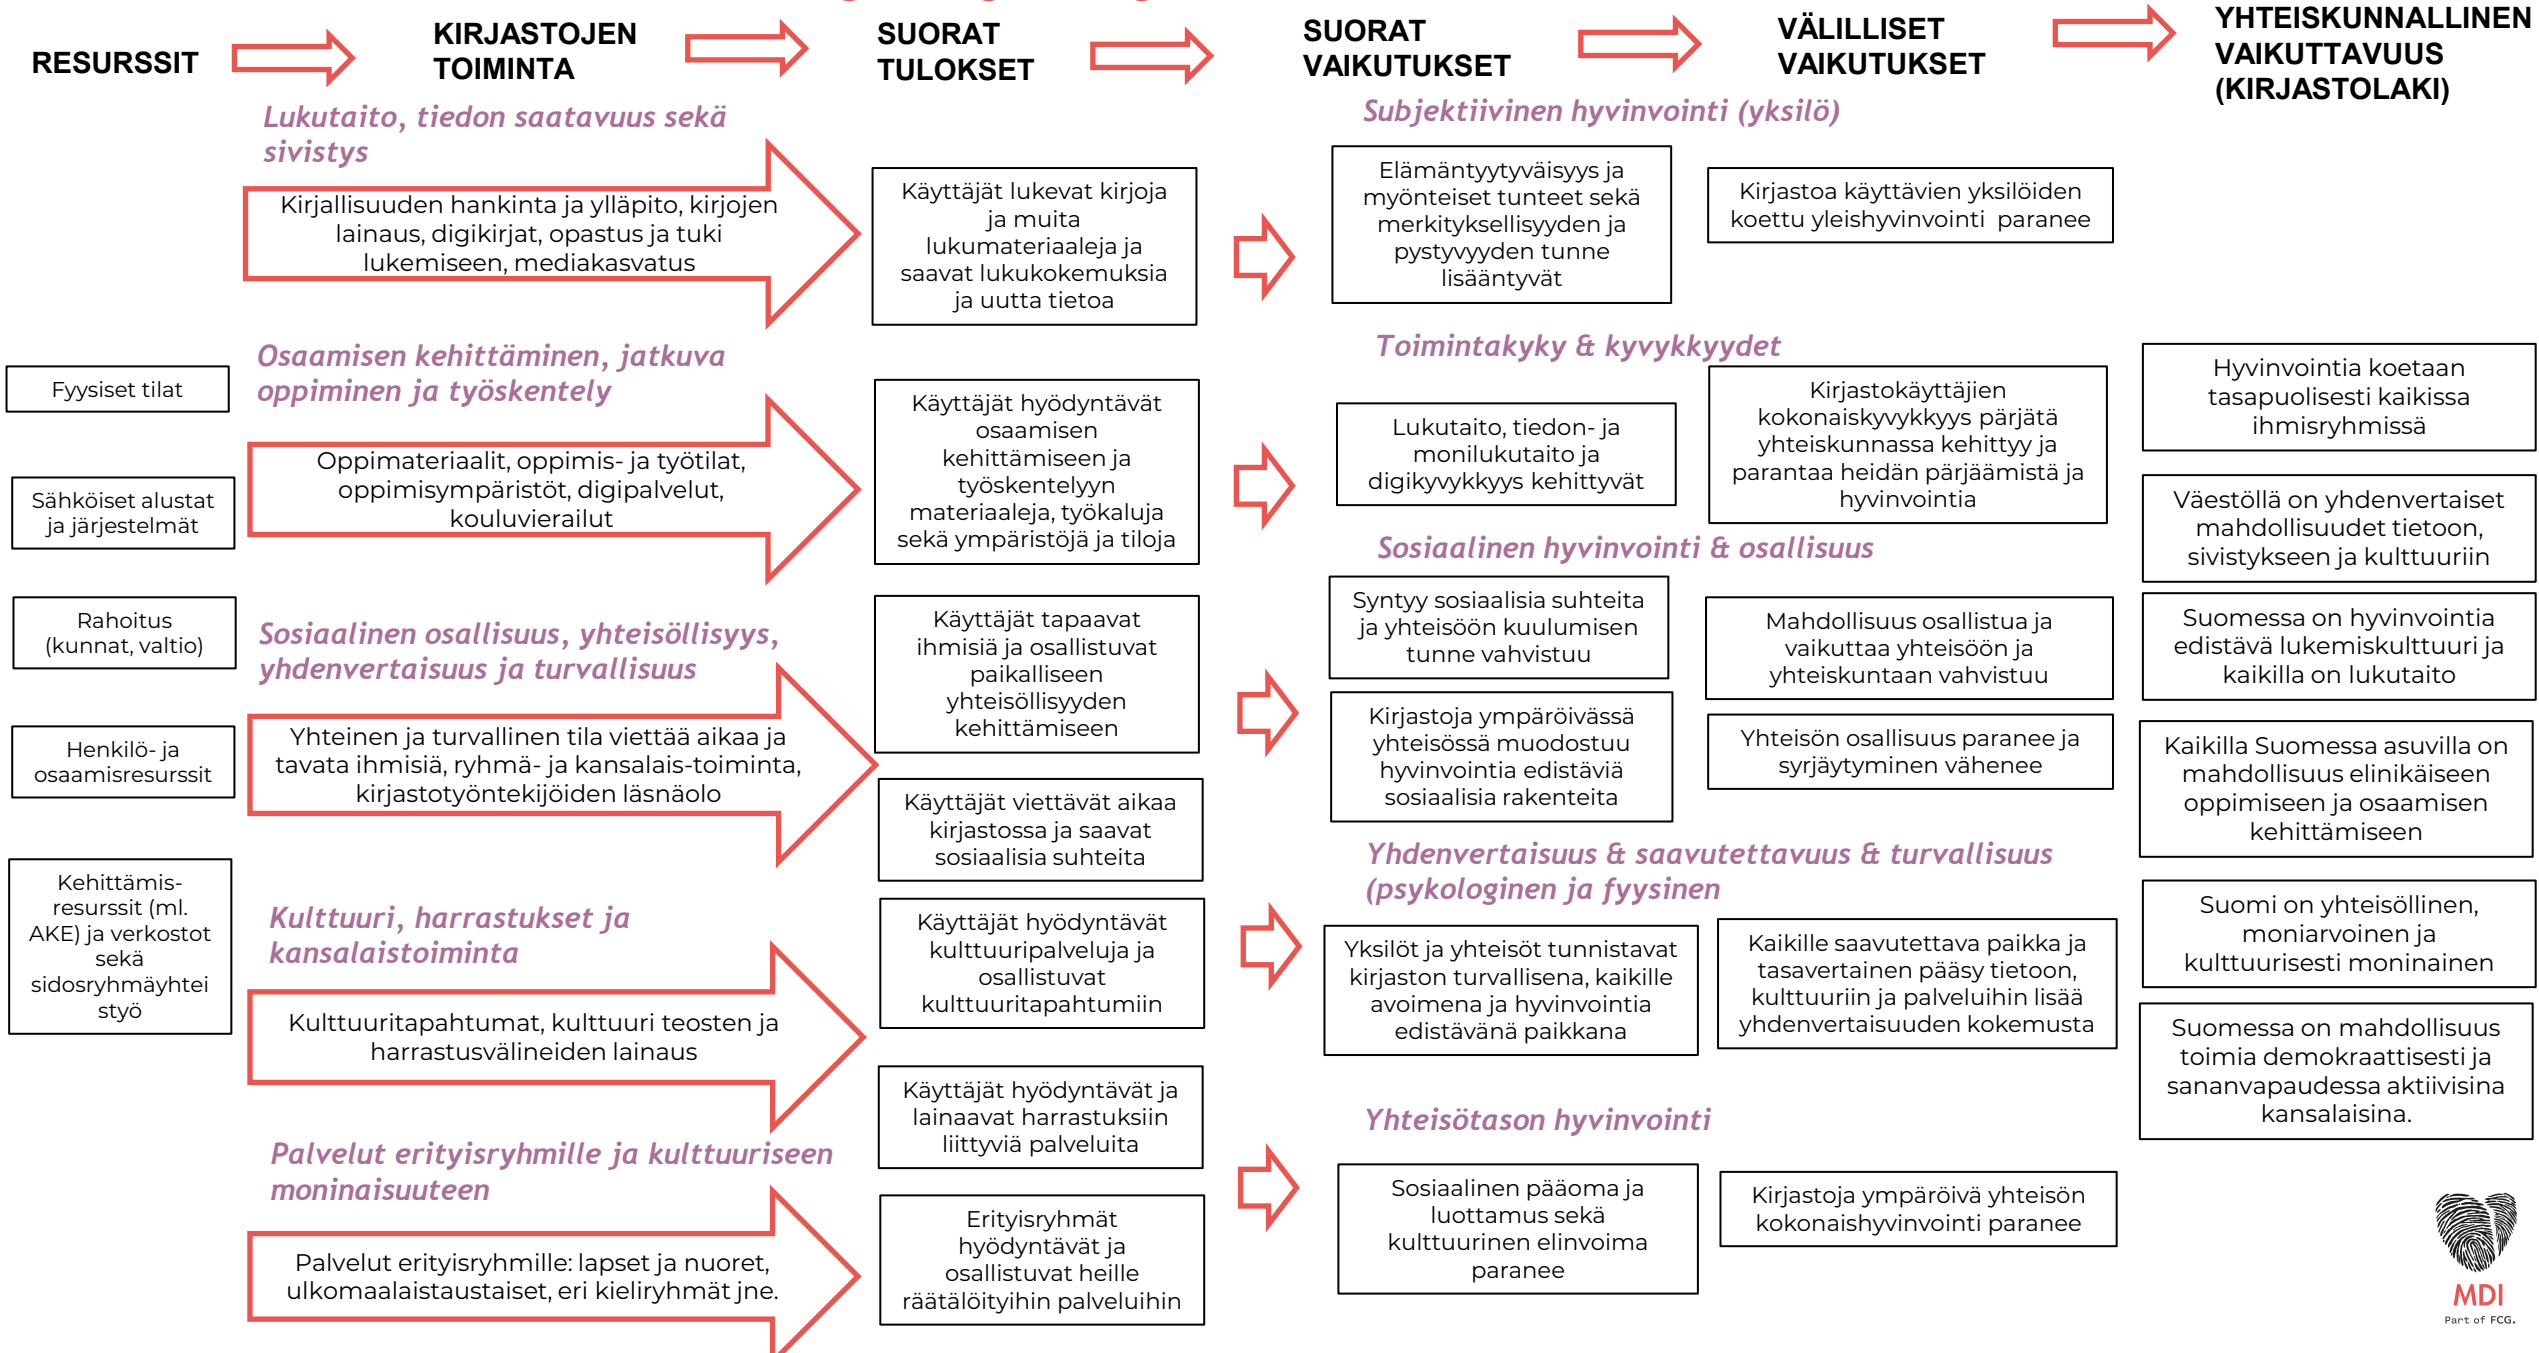 RESURSSIT
KIRJASTOJEN
TOIMINTA
SUORAT
TULOKSET
SUORAT
VAIKUTUKSET
VÄLILLISET
VAIKUTUKSET
YHTEISKUNNALLINEN
VAIKUTTAVUUS
(KIRJASTOLAKI)
Fyysiset tilat
Sähköiset alustat
ja järjestelmät
Rahoitus
(kunnat, valtio)
Henkilö- ja
osaamisresurssit
Kehittämis-
resurssit (ml.
AKE) ja verkostot
sekä
sidosryhmäyhtei
styö
Lukutaito, tiedon saatavuus sekä
sivistys
Kirjallisuuden hankinta ja ylläpito, kirjojen
lainaus, digikirjat, opastus ja tuki
lukemiseen, mediakasvatus
Osaamisen kehittäminen, jatkuva
oppiminen ja työskentely
Oppimateriaalit, oppimis- ja työtilat,
oppimisympäristöt, digipalvelut,
kouluvierailut
Sosiaalinen osallisuus, yhteisöllisyys,
yhdenvertaisuus ja turvallisuus
Yhteinen ja turvallinen tila viettää aikaa ja
tavata ihmisiä, ryhmä- ja kansalais-toiminta,
kirjastotyöntekijöiden läsnäolo
Kulttuuri, harrastukset ja
kansalaistoiminta
Kulttuuritapahtumat, kulttuuri teosten ja
harrastusvälineiden lainaus
Palvelut erityisryhmille ja kulttuuriseen
moninaisuuteen
Palvelut erityisryhmille: lapset ja nuoret,
ulkomaalaistaustaiset, eri kieliryhmät jne.
Käyttäjät lukevat kirjoja
ja muita
lukumateriaaleja ja
saavat lukukokemuksia
ja uutta tietoa
Käyttäjät hyödyntävät
osaamisen
kehittämiseen ja
työskentelyyn
materiaaleja, työkaluja
sekä ympäristöjä ja tiloja
Käyttäjät tapaavat
ihmisiä ja osallistuvat
paikalliseen
yhteisöllisyyden
kehittämiseen
Käyttäjät viettävät aikaa
kirjastossa ja saavat
sosiaalisia suhteita
Käyttäjät hyödyntävät
kulttuuripalveluja ja
osallistuvat
kulttuuritapahtumiin
Käyttäjät hyödyntävät ja
lainaavat harrastuksiin
liittyviä palveluita
Erityisryhmät
hyödyntävät ja
osallistuvat heille
räätälöityihin palveluihin
Subjektiivinen hyvinvointi (yksilö)
Elämäntyytyväisyys ja
myönteiset tunteet sekä
merkityksellisyyden ja
pystyvyyden tunne
lisääntyvät
Kirjastoa käyttävien yksilöiden
koettu yleishyvinvointi paranee
Toimintakyky & kyvykkyydet
Lukutaito, tiedon- ja
monilukutaito ja
digikyvykkyys kehittyvät
Kirjastokäyttäjien
kokonaiskyvykkyys pärjätä
yhteiskunnassa kehittyy ja
parantaa heidän pärjäämistä ja
hyvinvointia
Sosiaalinen hyvinvointi & osallisuus
Syntyy sosiaalisia suhteita
ja yhteisöön kuulumisen
tunne vahvistuu
Mahdollisuus osallistua ja
vaikuttaa yhteisöön ja
yhteiskuntaan vahvistuu
Kirjastoja ympäröivässä
yhteisössä muodostuu
hyvinvointia edistäviä
sosiaalisia rakenteita
Yhteisön osallisuus paranee ja
syrjäytyminen vähenee
Yhdenvertaisuus & saavutettavuus & turvallisuus
(psykologinen ja fyysinen
Yksilöt ja yhteisöt tunnistavat
kirjaston turvallisena, kaikille
avoimena ja hyvinvointia
edistävänä paikkana
Kaikille saavutettava paikka ja
tasavertainen pääsy tietoon,
kulttuuriin ja palveluihin lisää
yhdenvertaisuuden kokemusta
Yhteisötason hyvinvointi
Sosiaalinen pääoma ja
luottamus sekä
kulttuurinen elinvoima
paranee
Kirjastoja ympäröivä yhteisön
kokonaishyvinvointi paranee
Hyvinvointia koetaan
tasapuolisesti kaikissa
ihmisryhmissä
Väestöllä on yhdenvertaiset
mahdollisuudet tietoon,
sivistykseen ja kulttuuriin
Suomessa on hyvinvointia
edistävä lukemiskulttuuri ja
kaikilla on lukutaito
Kaikilla Suomessa asuvilla on
mahdollisuus elinikäiseen
oppimiseen ja osaamisen
kehittämiseen
Suomi on yhteisöllinen,
moniarvoinen ja
kulttuurisesti moninainen
Suomessa on mahdollisuus
toimia demokraattisesti ja
sananvapaudessa aktiivisina
kansalaisina.
MDI
Part of FCG.